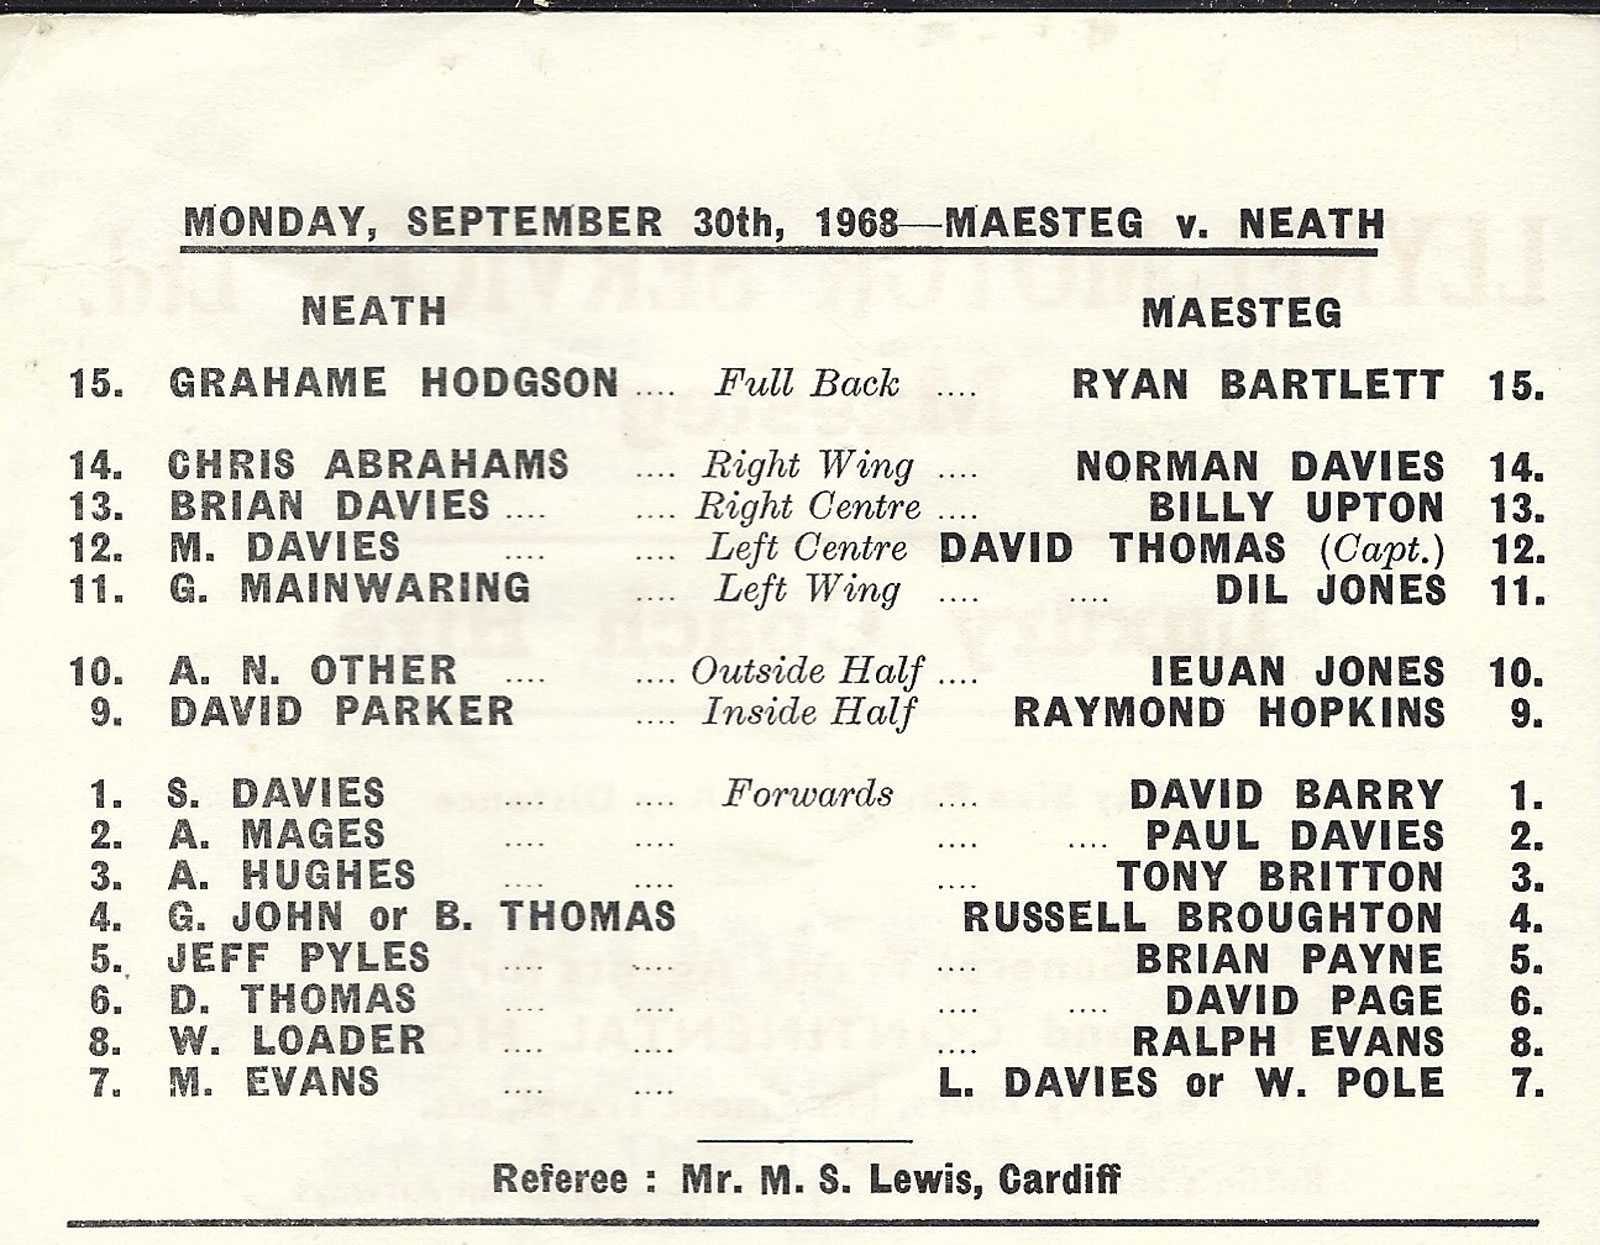 MONDAY, SEPTEMBER 30th, 1968—MAESTEG v. NEATH
NEATH MAESTEG
15. GRAHAME HODGSON .... Full Back .... RYAN BARTLETT 15.
14. CHRIS ABRAHAMS .... Right Wing .... NORMAN DAVIES 14.
13. BRIAN DAVIES .... .... Right Centre .... BILLY UPTON 13.
12. M. DAVIES .... .... Left Centre DAVID THOMAS (Capt.) 12.
11. G. MAINWARING .... Left Wing .... .... DIL JONES 11.
10. A. N. OTHER .... .... Outside Half .... IEUAN JONES 10.
9. DAVID PARKER .... Inside Half RAYMOND HOPKINS 9.
1. S. DAVIES .... .... Forwards .... DAVID BARRY 1.
2. A. MAGES .... .... .... .... PAUL DAVIES 2.
3. A. HUGHES .... .... .... TONY BRITTON 3.
4. G. JOHN or B. THOMAS RUSSELL BROUGHTON 4.
5. JEFF PYLES .... .... .... BRIAN PAYNE 5.
6. D. THOMAS .... .... .... .... DAVID PAGE 6.
8. W. LOADER .... .... .... RALPH EVANS 8.
7. M. EVANS .... .... L. DAVIES or W. POLE 7.
Referee : Mr. M. S. Lewis, Cardiff